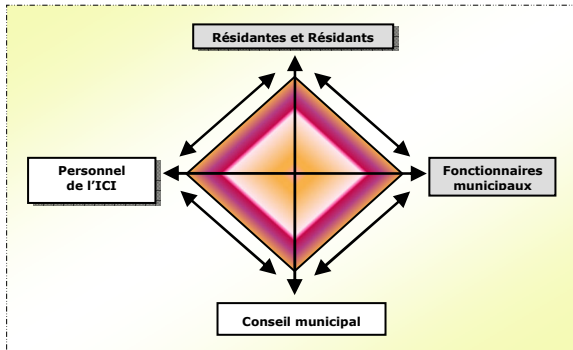 Résidantes et Résidants
Personnel
de l'ICI
Fonctionnaires
municipaux
Conseil municipal